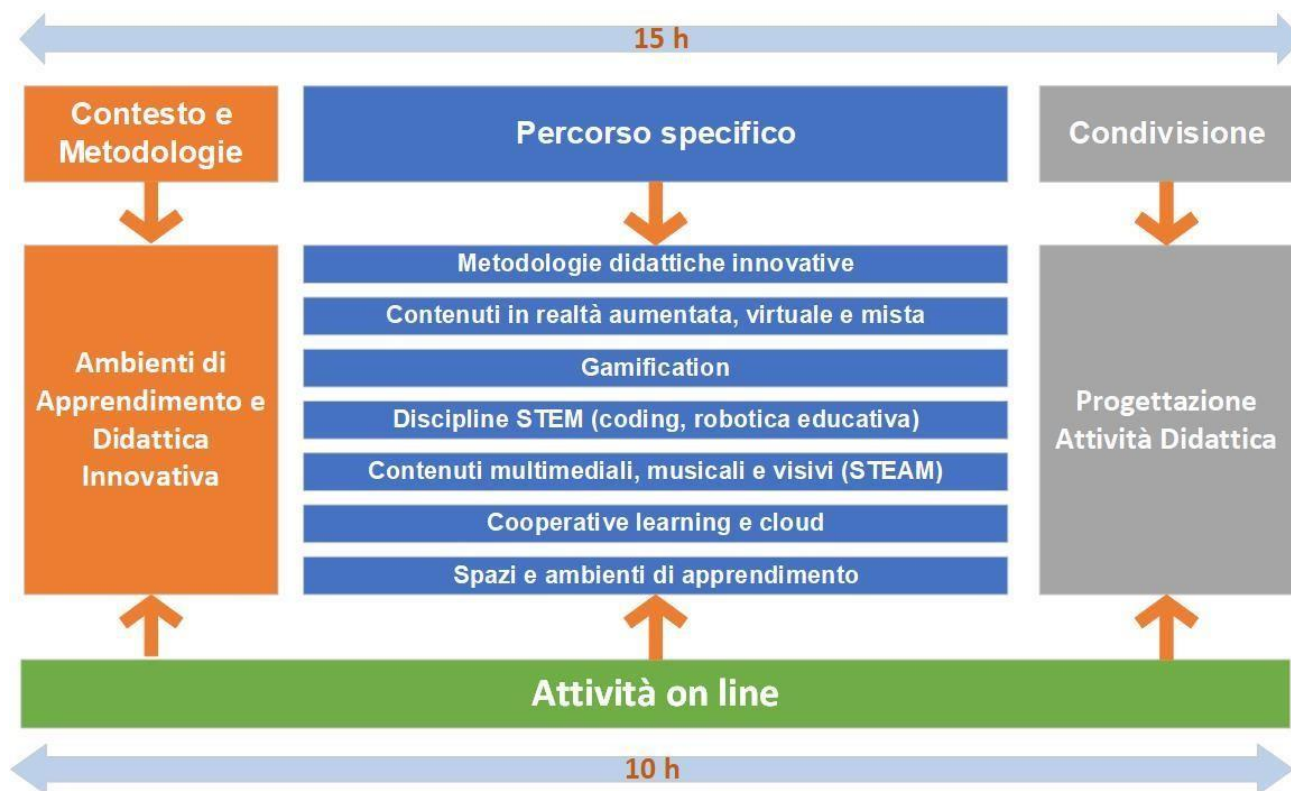 15 h
Contesto e
Metodologie
Percorso specifico
Condivisione
Ambienti di
Apprendimento e
Didattica
Innovativa
Metodologie didattiche innovative
Contenuti in realtà aumentata, virtuale e mista
Gamification
Discipline STEM (coding, robotica educativa)
Contenuti multimediali, musicali e visivi (STEAM)
Cooperative learning e cloud
Spazi e ambienti di apprendimento
Progettazione
Attività Didattica
Attività on line
10 h